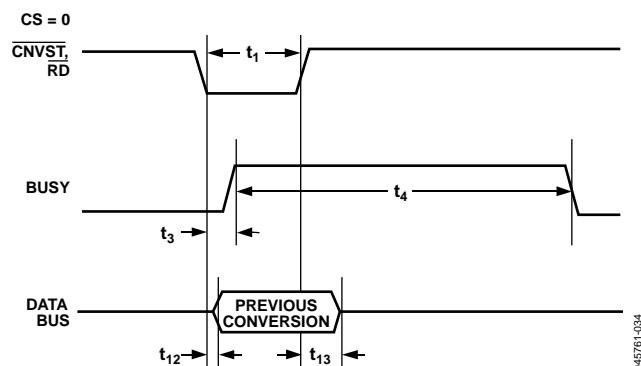 CS = 0
CNVST,
RD
t1
BUSY
t4
t3
DATA
BUS
PREVIOUS
CONVERSION
t12
t13
45761-034